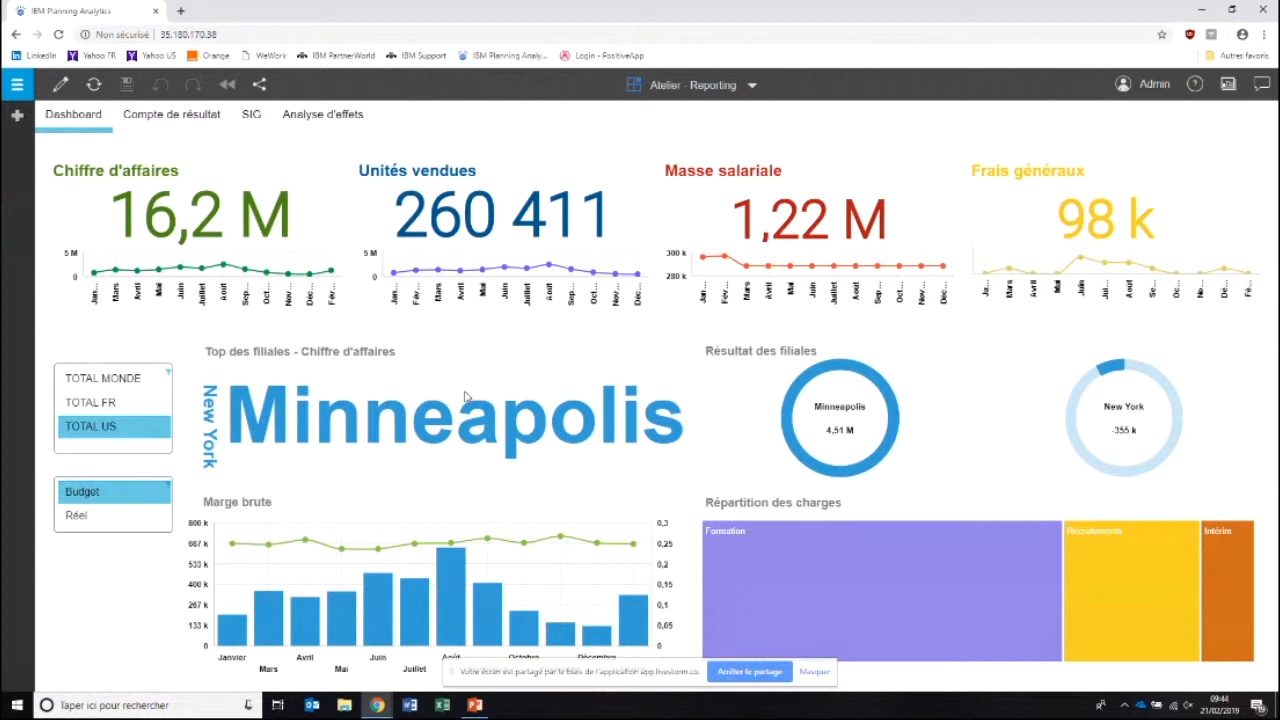 IBM Planning Analytics
Non sécurisé | 35.180.170.38
LinkedIn Yahoo FR Yahoo US Orange WeWork IBM PartnerWorld IBM Support IBM Planning Analy... Login - PositiveApp Autres favoris
Atelier - Reporting Admin
Dashboard Compte de résultat SIG Analyse d'effets
Chiffre d'affaires Unités vendues Masse salariale Frais généraux
16,2 M 260 411 1,22 M 98 k
5 M 5 M 300 k
0 0 280 k
Jan... Mars Avril Mai Juin Juillet Août Sep... Oct... Nov... Déc... Fév...
Jan... Fév... Mars Avril Mai Juin Juillet Août Sep... Oct... Nov... Déc...
Jan... Fév... Mars Avril Mai Juin Juillet Août Sep... Oct... Nov... Déc...
Ja... Mars Avril Mai Juin Jui... Août Se... Oc... No... Dé... Fé...
TOTAL MONDE
TOTAL FR
TOTAL US
Budget
Réel
Top des filiales - Chiffre d'affaires
New York
Minneapolis
Résultat des filiales
Minneapolis
4,51 M
New York
-355 k
Marge brute
800 k 0,3
667 k 0,25
533 k 0,2
400 k 0,15
267 k 0,1
133 k 0,05
0 0
Janvier Avril Juin Août Octobre Décembre
Mars Mai Juillet
Répartition des charges
Formation Recrutements Intérim
Votre écran est partagé par le biais de l'application app.livestorm.co. Arrêter le partage Masquer
Taper ici pour rechercher
09:44
21/02/2019